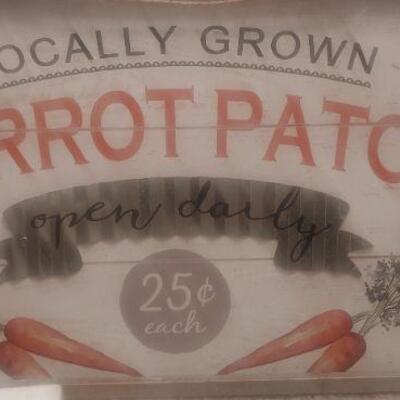 OCALLY GROWN
RROT PATC
open daily
25¢
each